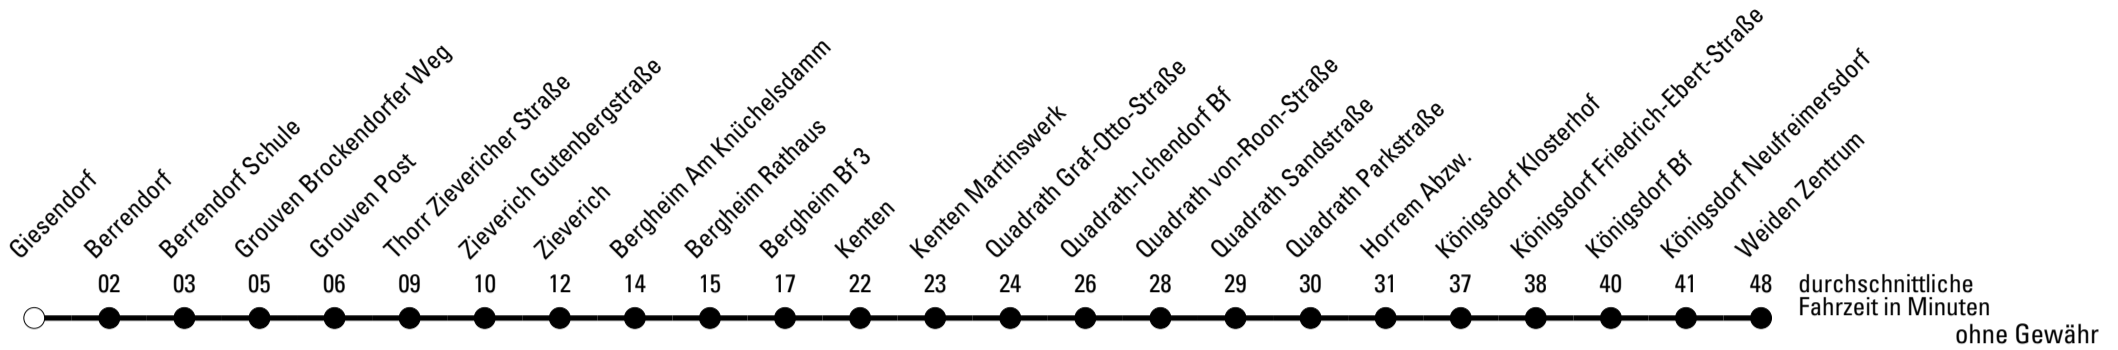 Giesendorf
Berrendorf
Berrendorf Schule
Grouven Brockendorfer Weg
Grouven Post
Thorr Zievericher Straße
Zieverich Gutenbergstraße
Zieverich
Bergheim Am Knüchelsdamm
Bergheim Rathaus
Bergheim Bf 3
Kenten
Kenten Martinswerk
Quadrath Graf-Otto-Straße
Quadrath-Ichendorf Bf
Quadrath von-Roon-Straße
Quadrath Sandstraße
Quadrath Parkstraße
Horrem Abzw.
Königsdorf Klosterhof
Königsdorf Friedrich-Ebert-Straße
Königsdorf Bf
Königsdorf Neufreimersdorf
Weiden Zentrum
02 03 05 06 09 10 12 14 15 17 22 23 24 26 28 29 30 31 37 38 40 41 48 durchschnittliche
Fahrzeit in Minuten
ohne Gewähr